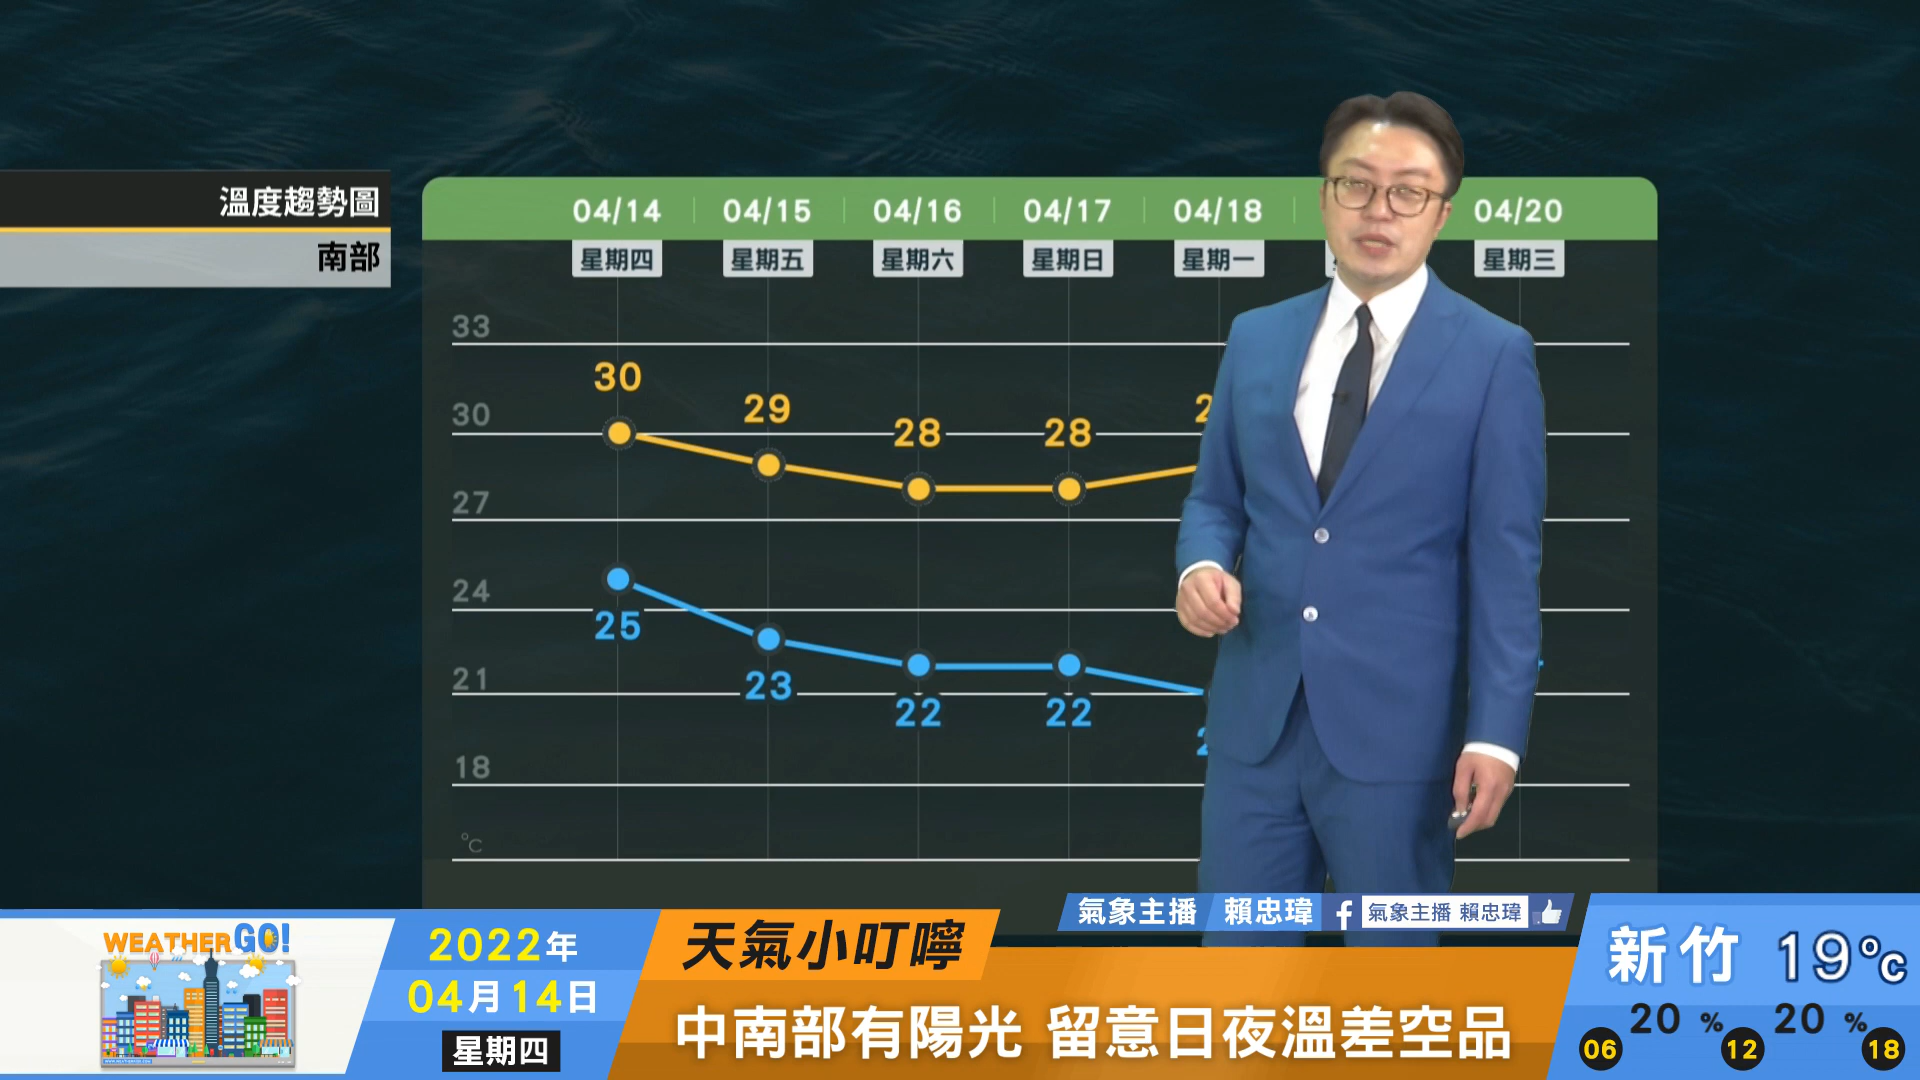 溫度趨勢圖
南部
04/14 04/15 04/16 04/17 04/18 04/20
星期四 星期五 星期六 星期日 星期一 星期三
33
30
27
24
21
18
°C
30 29 28 28
25 23 22 22
氣象主播 賴忠瑋 f 氣象主播 賴忠瑋
WEATHER GO!
2022年
04月14日
星期四
天氣小叮嚀
中南部有陽光 留意日夜溫差空品
新竹 19°C
20 % 20 %
06 12 18